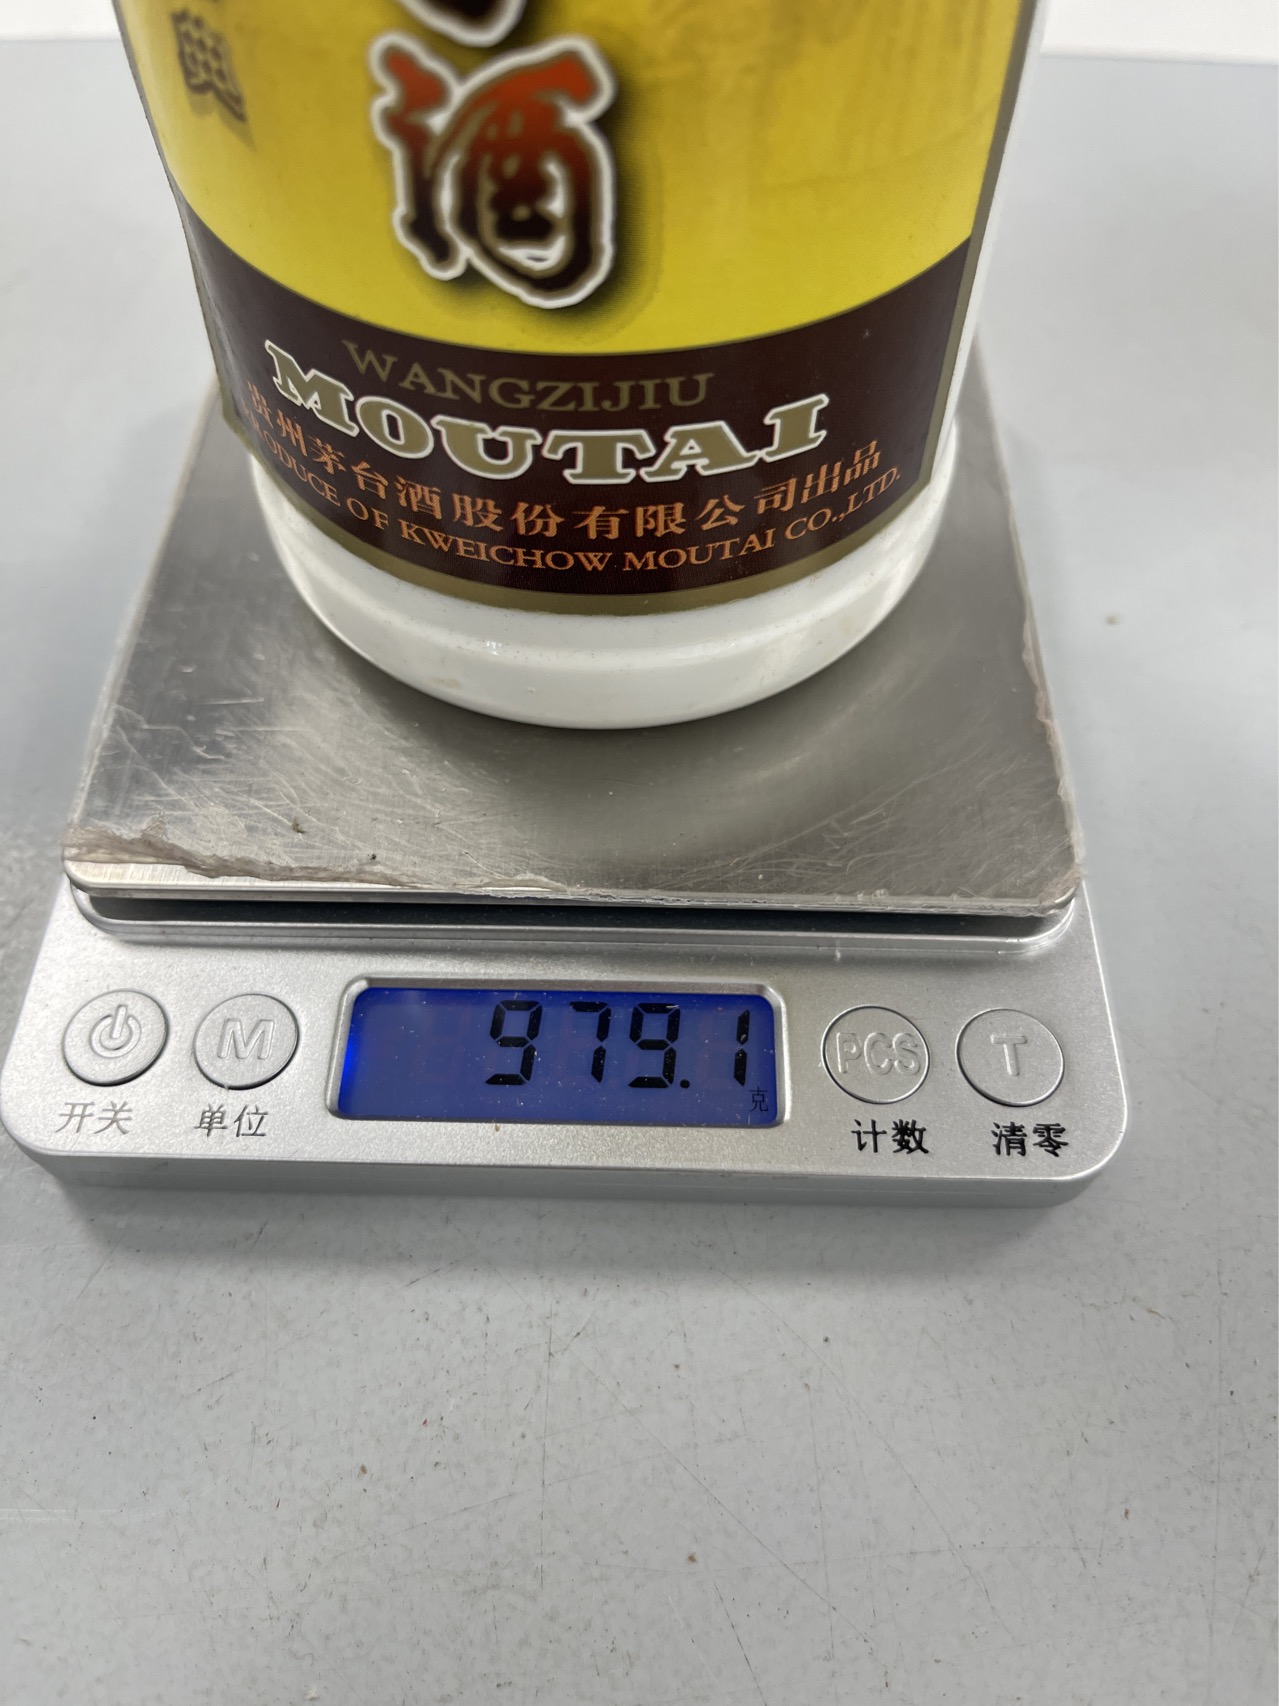 酒
WANGZIJIU
MOUTAI
贵州茅台酒股份有限公司出品
PRODUCE OF KWEICHOW MOUTAI CO.,LTD.
979.1
克
M
PCS
T
开关
单位
计数
清零